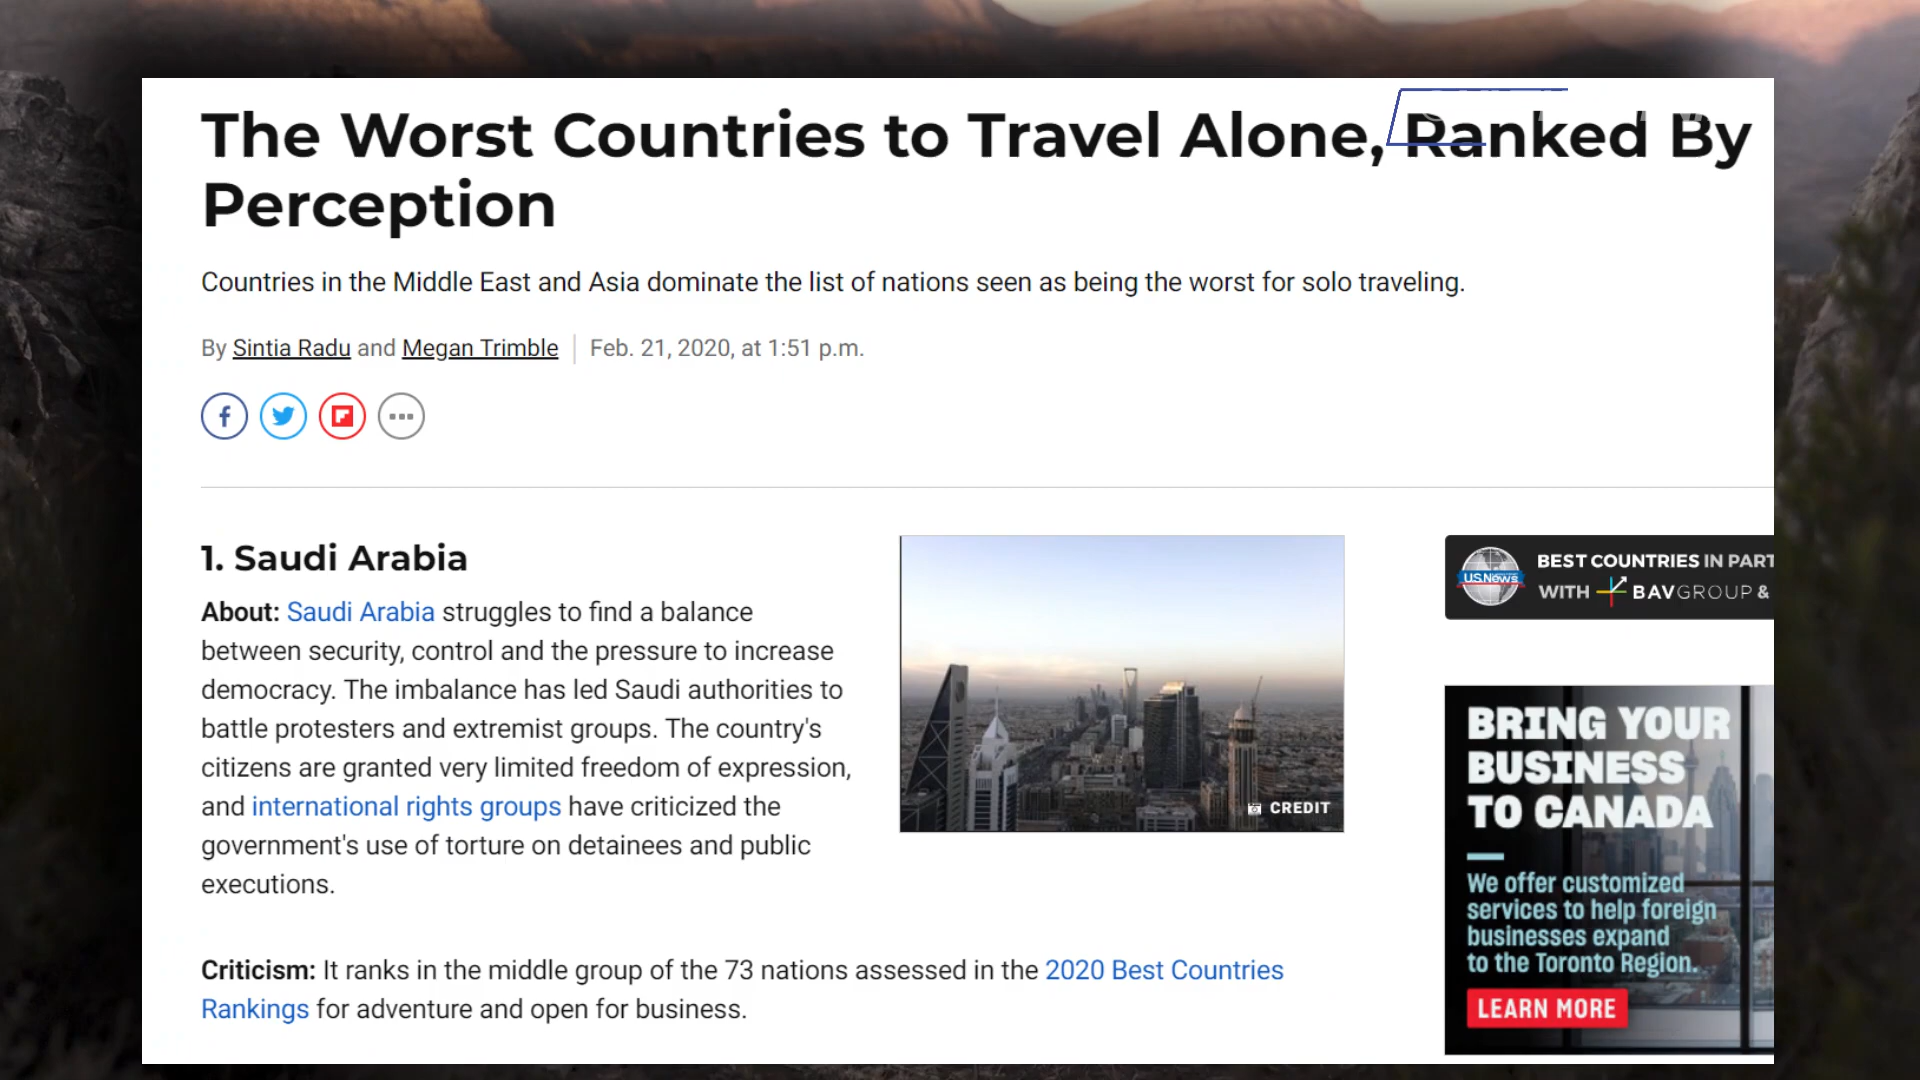 The Worst Countries to Travel Alone, Ranked By
Perception
Countries in the Middle East and Asia dominate the list of nations seen as being the worst for solo traveling.
By Sintia Radu and Megan Trimble | Feb. 21, 2020, at 1:51 p.m.
1. Saudi Arabia
About: Saudi Arabia struggles to find a balance
between security, control and the pressure to increase
democracy. The imbalance has led Saudi authorities to
battle protesters and extremist groups. The country's
citizens are granted very limited freedom of expression,
and international rights groups have criticized the
government's use of torture on detainees and public
executions.
CREDIT
Criticism: It ranks in the middle group of the 73 nations assessed in the 2020 Best Countries
Rankings for adventure and open for business.
U.S.News
BEST COUNTRIES IN PART
WITH BAVGROUP &
BRING YOUR
BUSINESS
TO CANADA
We offer customized
services to help foreign
businesses expand
to the Toronto Region.
LEARN MORE